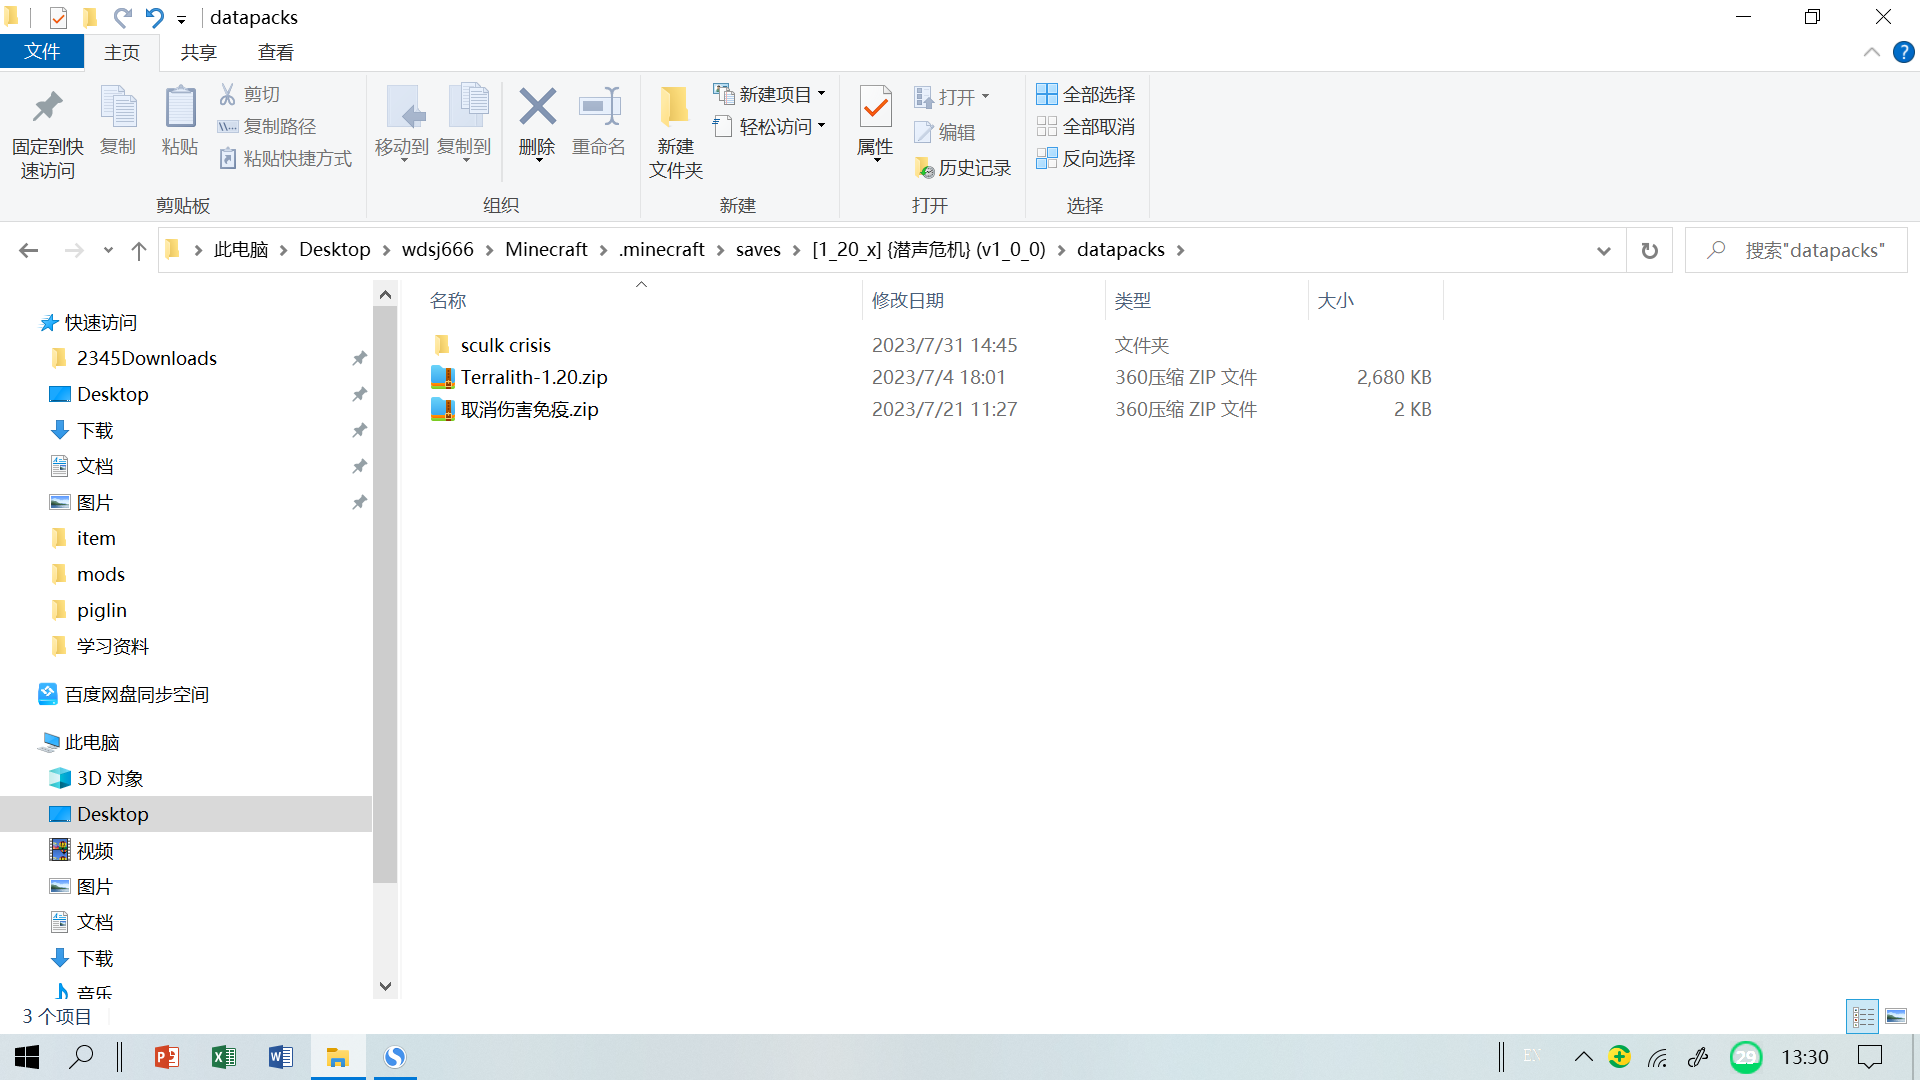 datapacks
文件
主页
共享
查看
固定到快
速访问
复制
粘贴
剪切
复制路径
粘贴快捷方式
剪贴板
移动到
复制到
删除
重命名
组织
新建
文件夹
新建项目
轻松访问
新建
属性
打开
编辑
历史记录
打开
全部选择
全部取消
反向选择
选择
此电脑 Desktop wdsj666 Minecraft .minecraft saves [1_20_x] {潜声危机} (v1_0_0) datapacks
搜索"datapacks"
快速访问
2345Downloads
Desktop
下载
文档
图片
item
mods
piglin
学习资料
百度网盘同步空间
此电脑
3D 对象
Desktop
视频
图片
文档
下载
音乐
名称 修改日期 类型 大小
sculk crisis 2023/7/31 14:45 文件夹
Terralith-1.20.zip 2023/7/4 18:01 360压缩 ZIP 文件 2,680 KB
取消伤害免疫.zip 2023/7/21 11:27 360压缩 ZIP 文件 2 KB
3 个项目
29
13:30